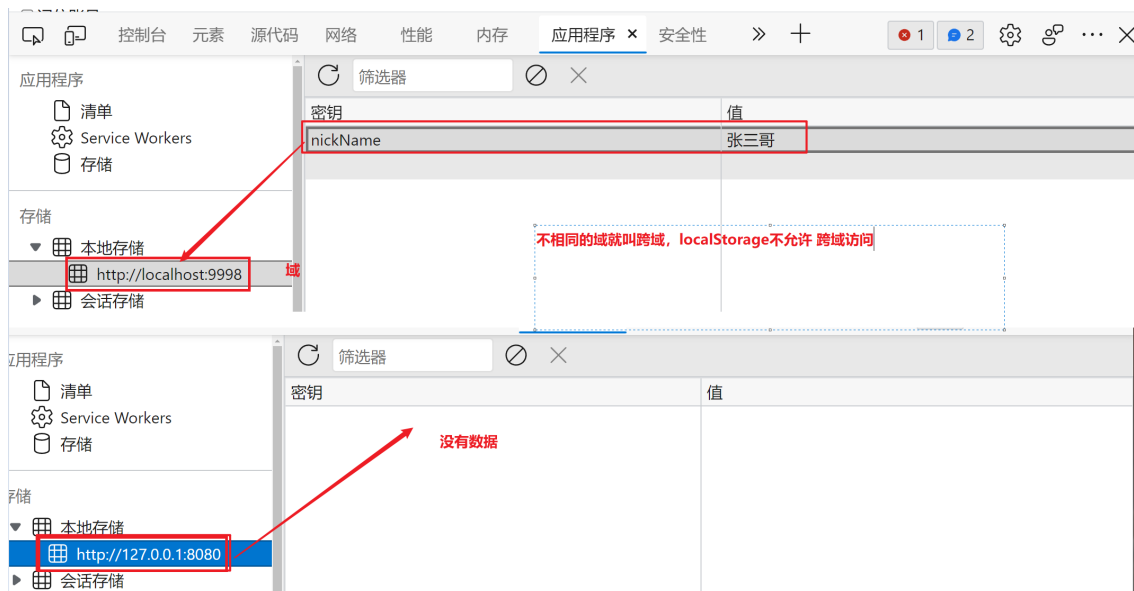 控制台 元素 源代码 网络 性能 内存 应用程序 安全性 1 2
应用程序
筛选器
清单
密钥 值
Service Workers
nickName 张三哥
存储
存储
不相同的域就叫跨域，localStorage不允许 跨域访问
本地存储
http://localhost:9998 域
会话存储
应用程序
筛选器
清单
密钥 值
Service Workers
存储
没有数据
存储
本地存储
http://127.0.0.1:8080
会话存储